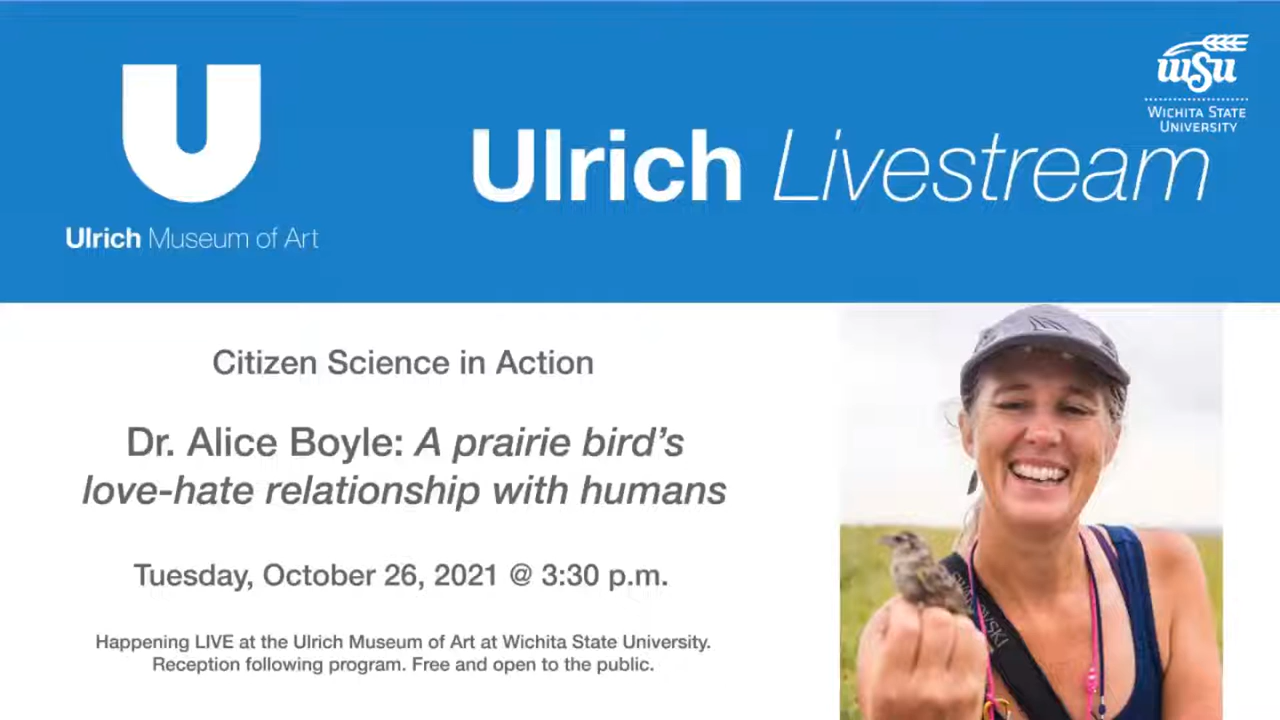 U
Ulrich Museum of Art
Ulrich Livestream
wsu
WICHITA STATE
UNIVERSITY
Citizen Science in Action
Dr. Alice Boyle: A prairie bird's
love-hate relationship with humans
Tuesday, October 26, 2021 @ 3:30 p.m.
Happening LIVE at the Ulrich Museum of Art at Wichita State University.
Reception following program. Free and open to the public.
SWAROVSKI